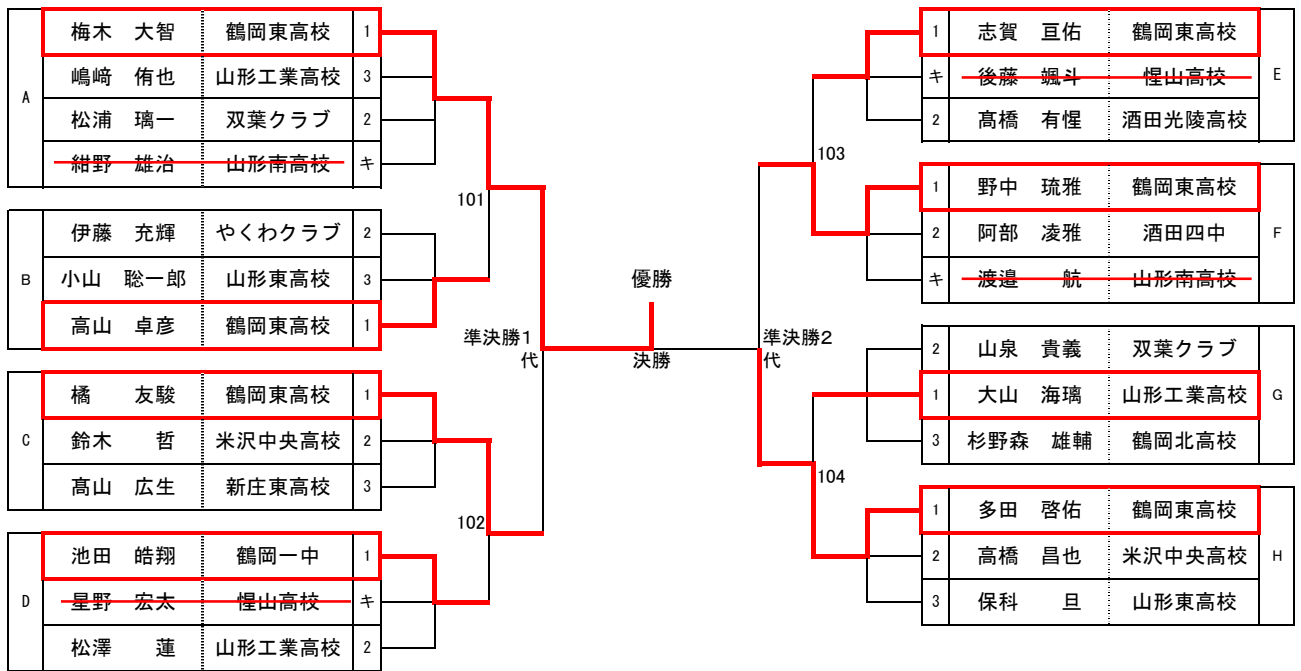 A
梅木 大智 鶴岡東高校 1
嶋﨑 侑也 山形工業高校 3
松浦 璃一 双葉クラブ 2
紺野 雄治 山形南高校 キ
B
伊藤 充輝 やくわクラブ 2
小山 聡一郎 山形東高校 3
高山 卓彦 鶴岡東高校 1
C
橘 友駿 鶴岡東高校 1
鈴木 哲 米沢中央高校 2
髙山 広生 新庄東高校 3
D
池田 皓翔 鶴岡一中 1
星野 宏太 惺山高校 キ
松澤 蓮 山形工業高校 2
101
102
準決勝1
代
優勝
決勝
準決勝2
代
103
104
1 志賀 亘佑 鶴岡東高校
キ 後藤 颯斗 惺山高校
2 髙橋 有惺 酒田光陵高校
E
1 野中 琉雅 鶴岡東高校
2 阿部 凌雅 酒田四中
キ 渡邉 航 山形南高校
F
2 山泉 貴義 双葉クラブ
1 大山 海璃 山形工業高校
3 杉野森 雄輔 鶴岡北高校
G
1 多田 啓佑 鶴岡東高校
2 高橋 昌也 米沢中央高校
3 保科 旦 山形東高校
H